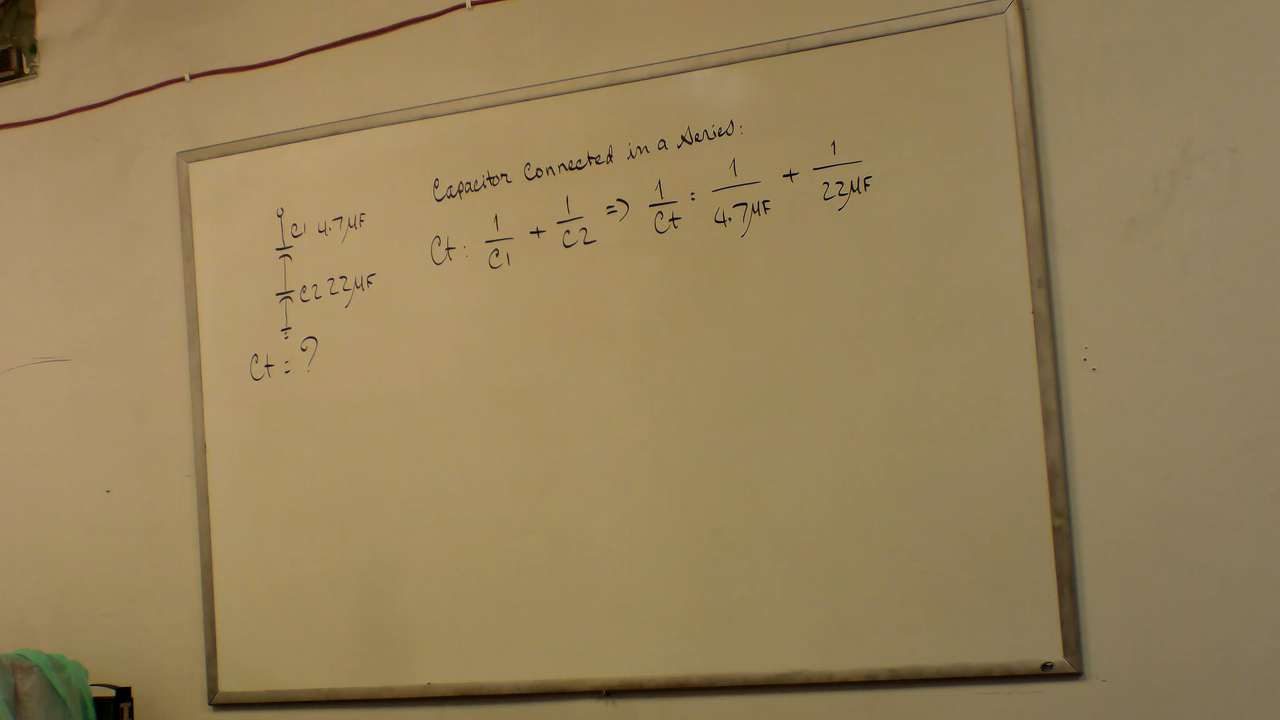 Capacitor Connected in a Series:
Ct: 1/C1 + 1/C2 => 1/Ct: 1/4.7µF + 1/22µF
C1 4.7µF
C2 22µF
Ct = ?